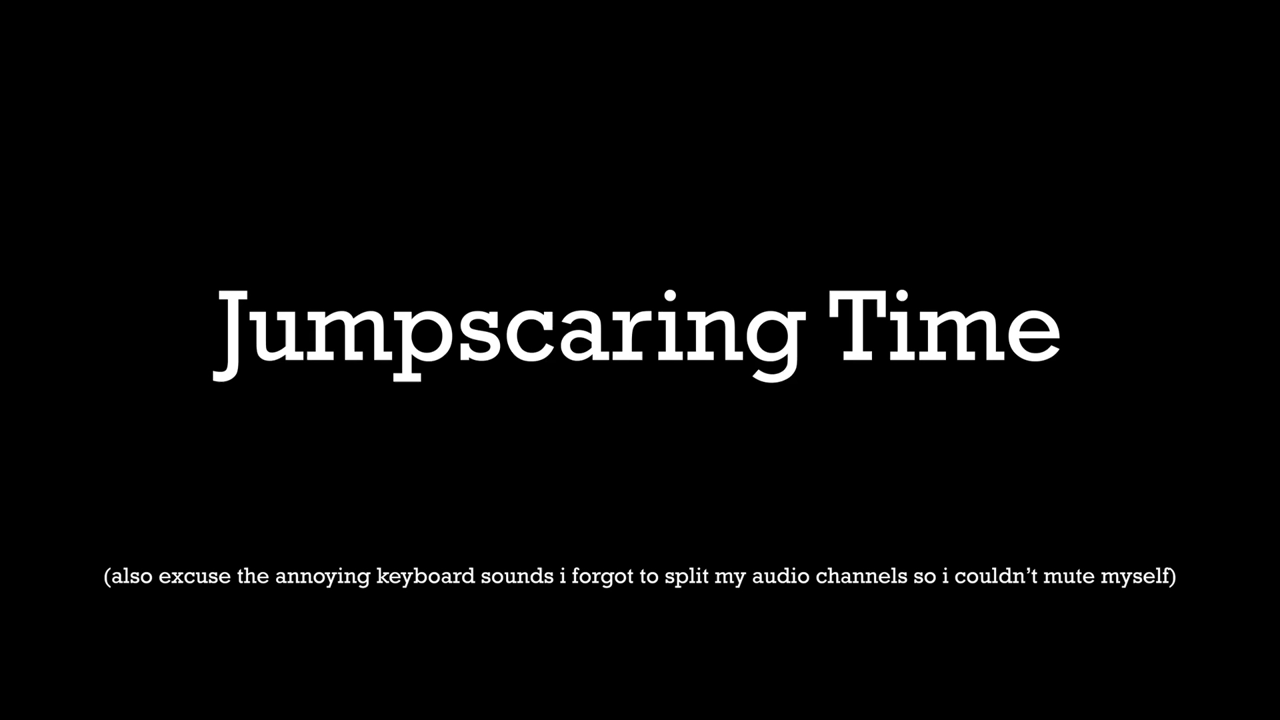 Jumpscaring Time
(also excuse the annoying keyboard sounds i forgot to split my audio channels so i couldn’t mute myself)